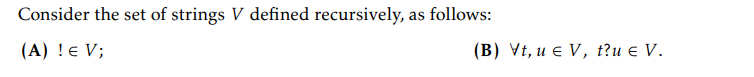 Consider the set of strings V defined recursively, as follows:
(A) ! ∈ V; (B) ∀t, u ∈ V, t?u ∈ V.